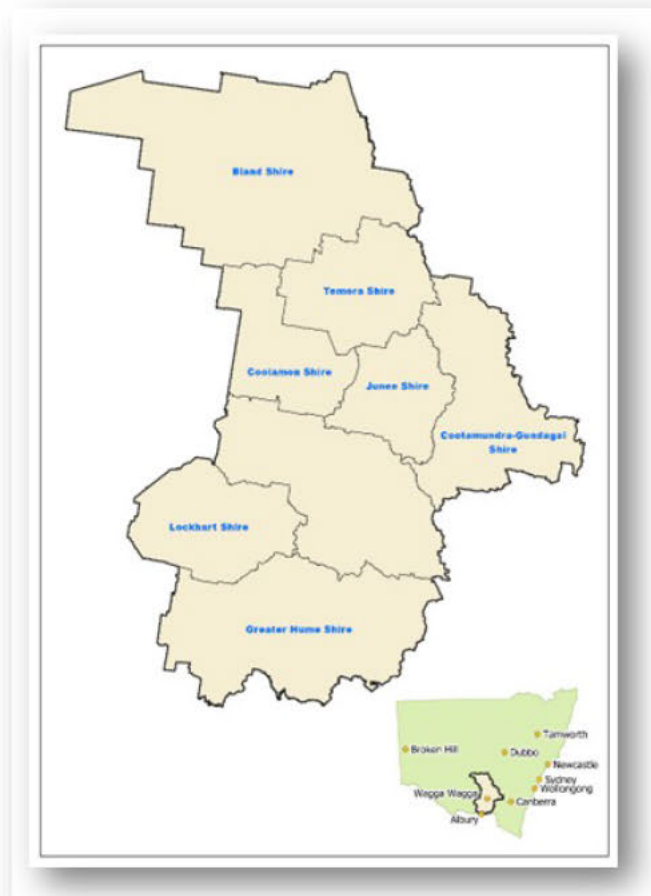 Bland Shire
Temora Shire
Coolamon Shire
Junee Shire
Cootamundra-Gundagai
Shire
Lockhart Shire
Greater Hume Shire
Tamworth
Broken Hill
Dubbo
Newcastle
Sydney
Wollongong
Wagga Wagga
Canberra
Albury